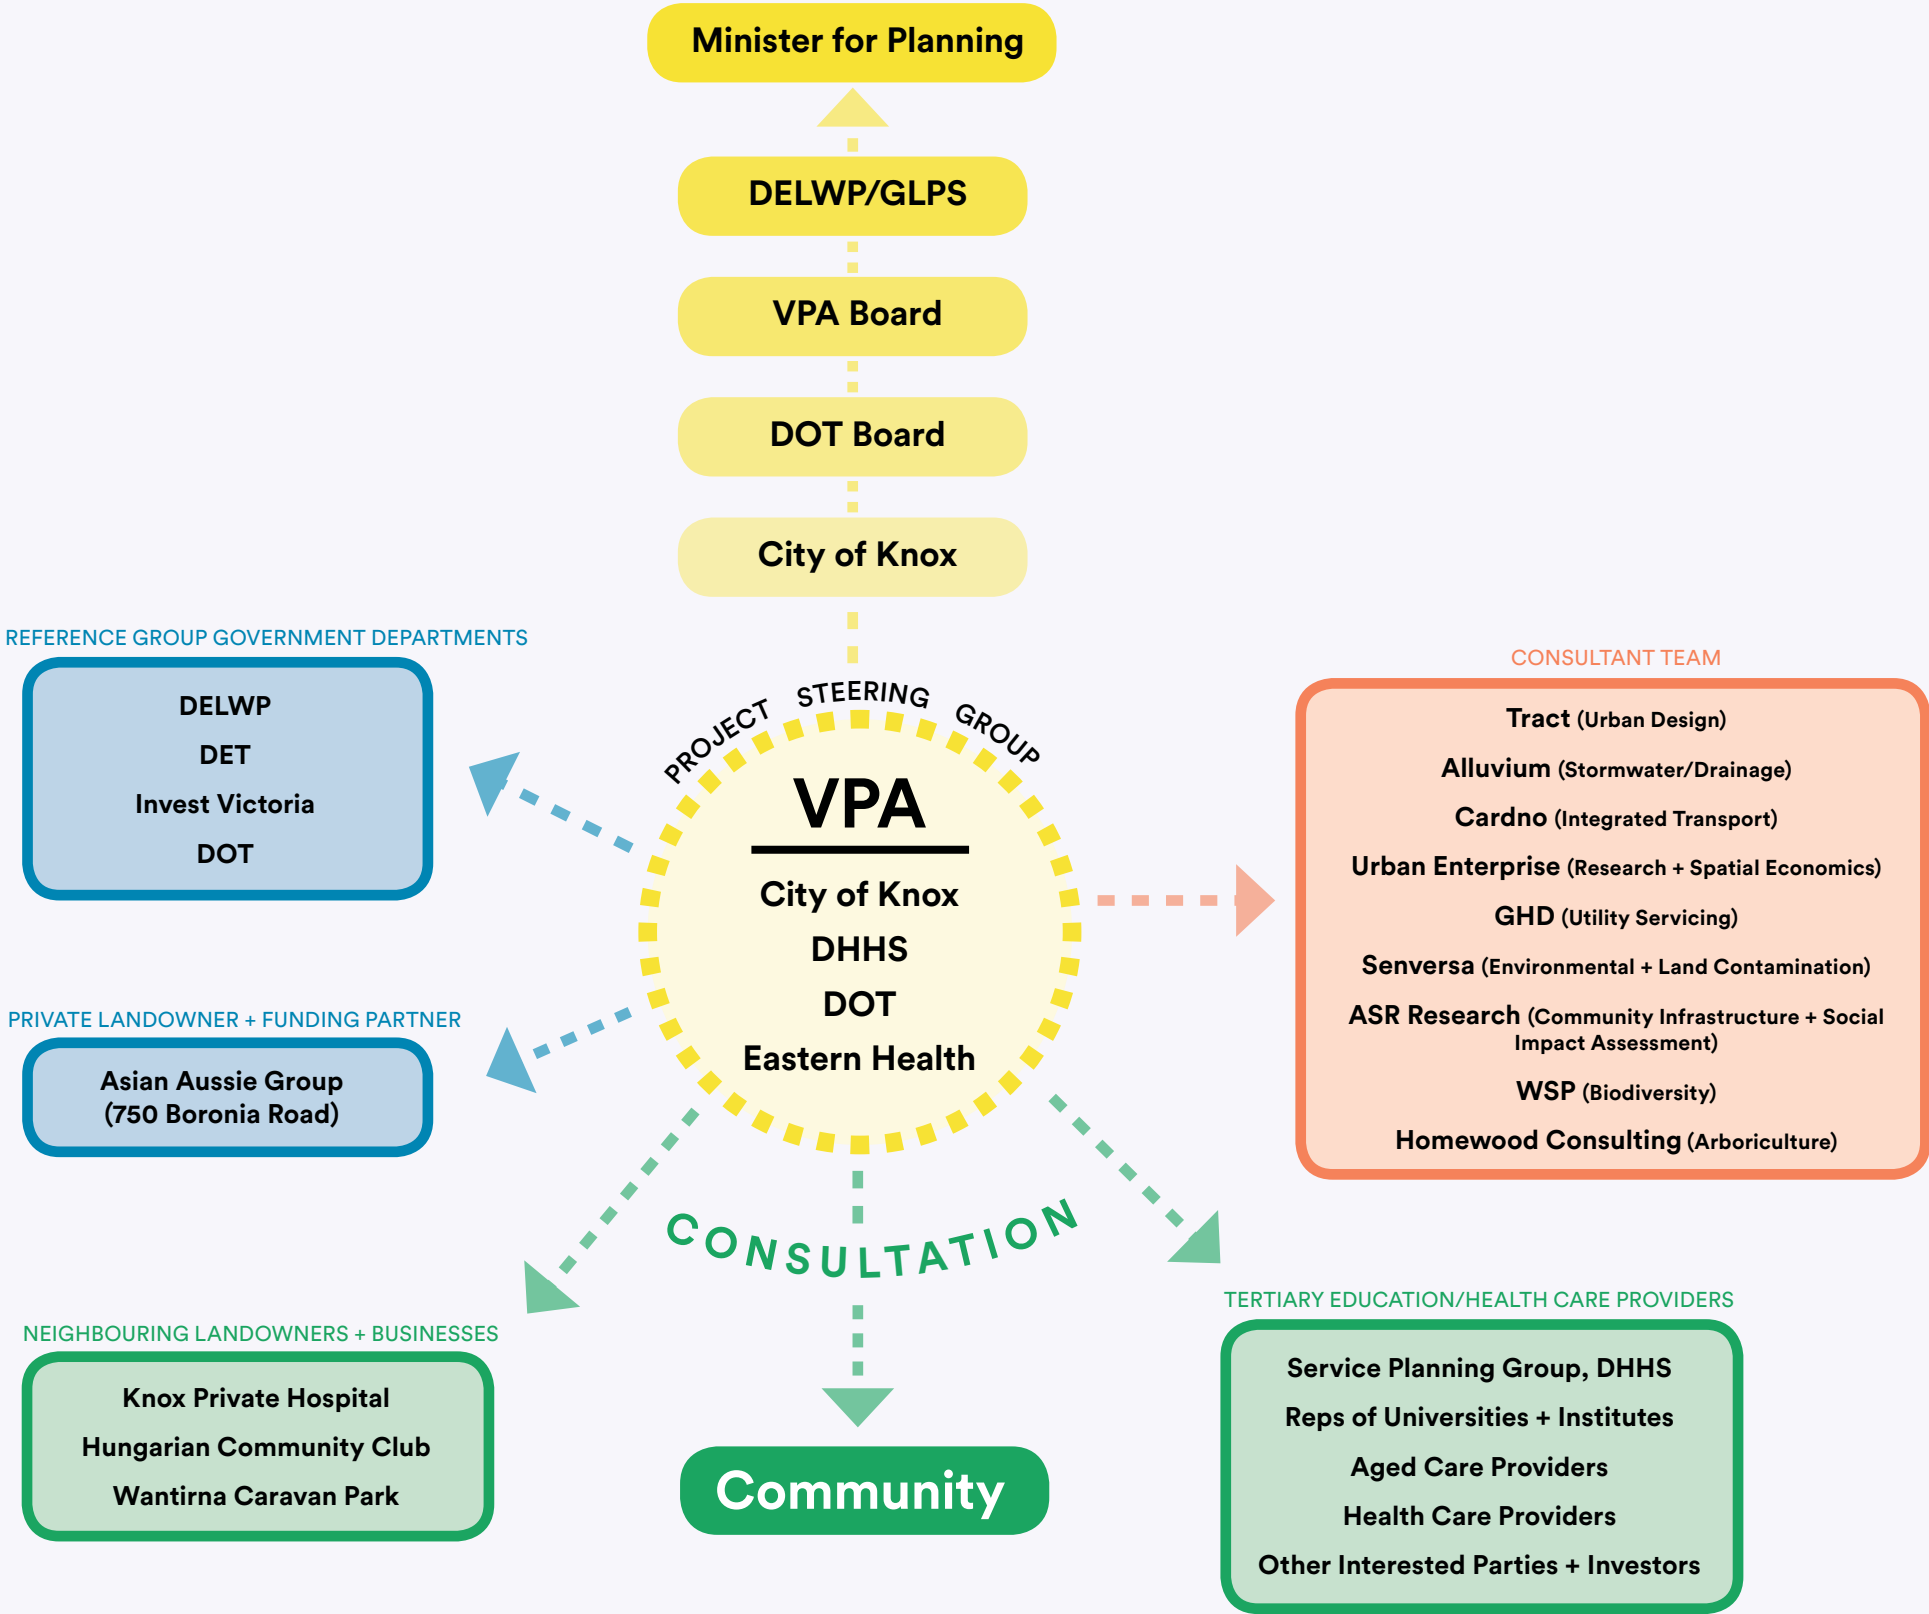 Minister for Planning
DELWP/GLPS
VPA Board
DOT Board
City of Knox
REFERENCE GROUP GOVERNMENT DEPARTMENTS
DELWP
DET
Invest Victoria
DOT
PRIVATE LANDOWNER + FUNDING PARTNER
Asian Aussie Group
(750 Boronia Road)
PROJECT STEERING GROUP
VPA
City of Knox
DHHS
DOT
Eastern Health
CONSULTANT TEAM
Tract (Urban Design)
Alluvium (Stormwater/Drainage)
Cardno (Integrated Transport)
Urban Enterprise (Research + Spatial Economics)
GHD (Utility Servicing)
Senversa (Environmental + Land Contamination)
ASR Research (Community Infrastructure + Social
Impact Assessment)
WSP (Biodiversity)
Homewood Consulting (Arboriculture)
CONSULTATION
NEIGHBOURING LANDOWNERS + BUSINESSES
Knox Private Hospital
Hungarian Community Club
Wantirna Caravan Park
Community
TERTIARY EDUCATION/HEALTH CARE PROVIDERS
Service Planning Group, DHHS
Reps of Universities + Institutes
Aged Care Providers
Health Care Providers
Other Interested Parties + Investors